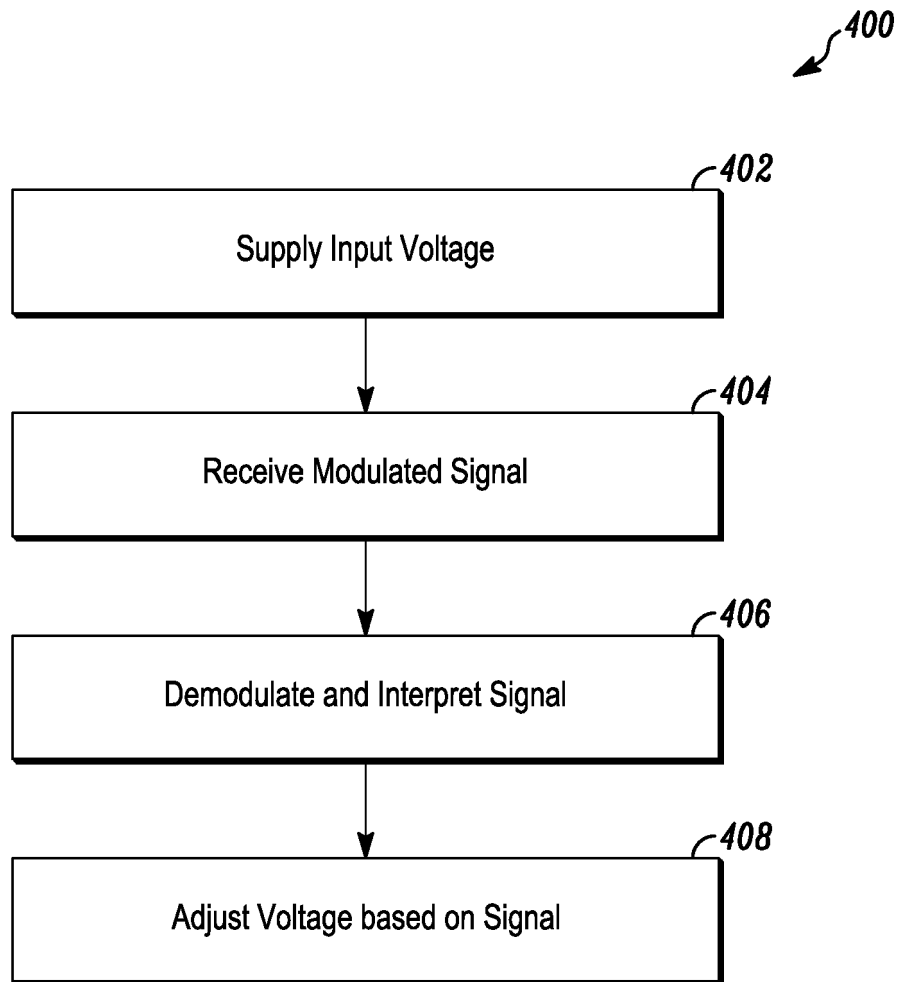 400
402
Supply Input Voltage
404
Receive Modulated Signal
406
Demodulate and Interpret Signal
408
Adjust Voltage based on Signal